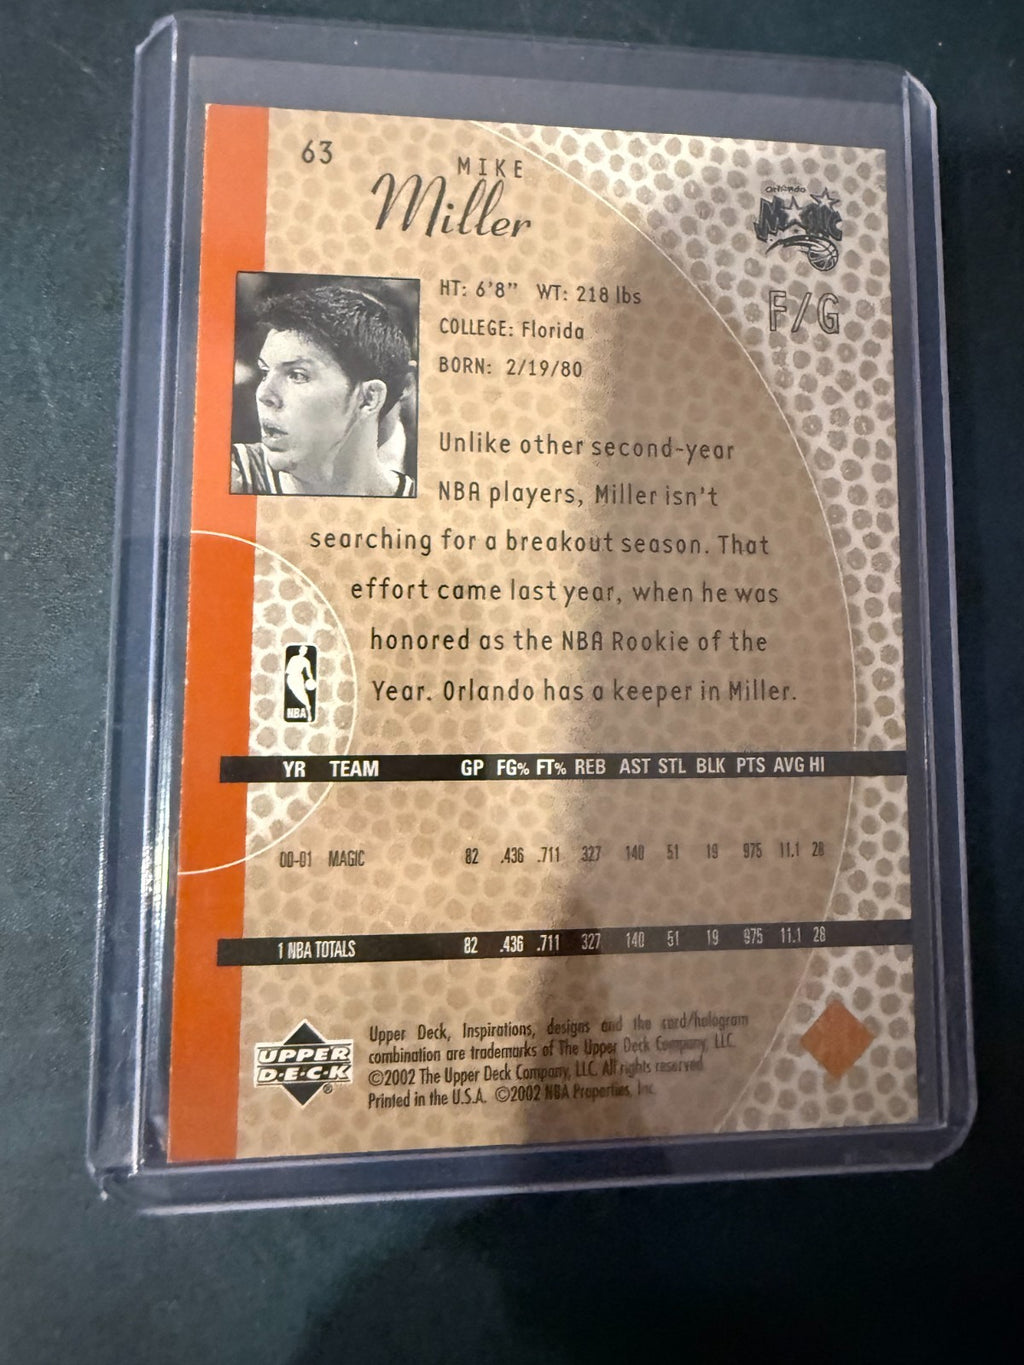 63
MIKE
Miller
Orlando
MAGIC
F/G
HT: 6'8" WT: 218 lbs
COLLEGE: Florida
BORN: 2/19/80
Unlike other second-year
NBA players, Miller isn't
searching for a breakout season. That
effort came last year, when he was
honored as the NBA Rookie of the
Year. Orlando has a keeper in Miller.
NBA
YR TEAM GP FG% FT% REB AST STL BLK PTS AVG HI
00-01 MAGIC 82 .436 .711 327 140 51 19 975 11.1 28
1 NBA TOTALS 82 .436 .711 327 140 51 19 975 11.1 28
UPPER
D·E·C·K
®
Upper Deck, Inspirations, designs and the card/hologram
combination are trademarks of The Upper Deck Company, LLC.
©2002 The Upper Deck Company, LLC. All rights reserved.
Printed in the U.S.A. ©2002 NBA Properties, Inc.